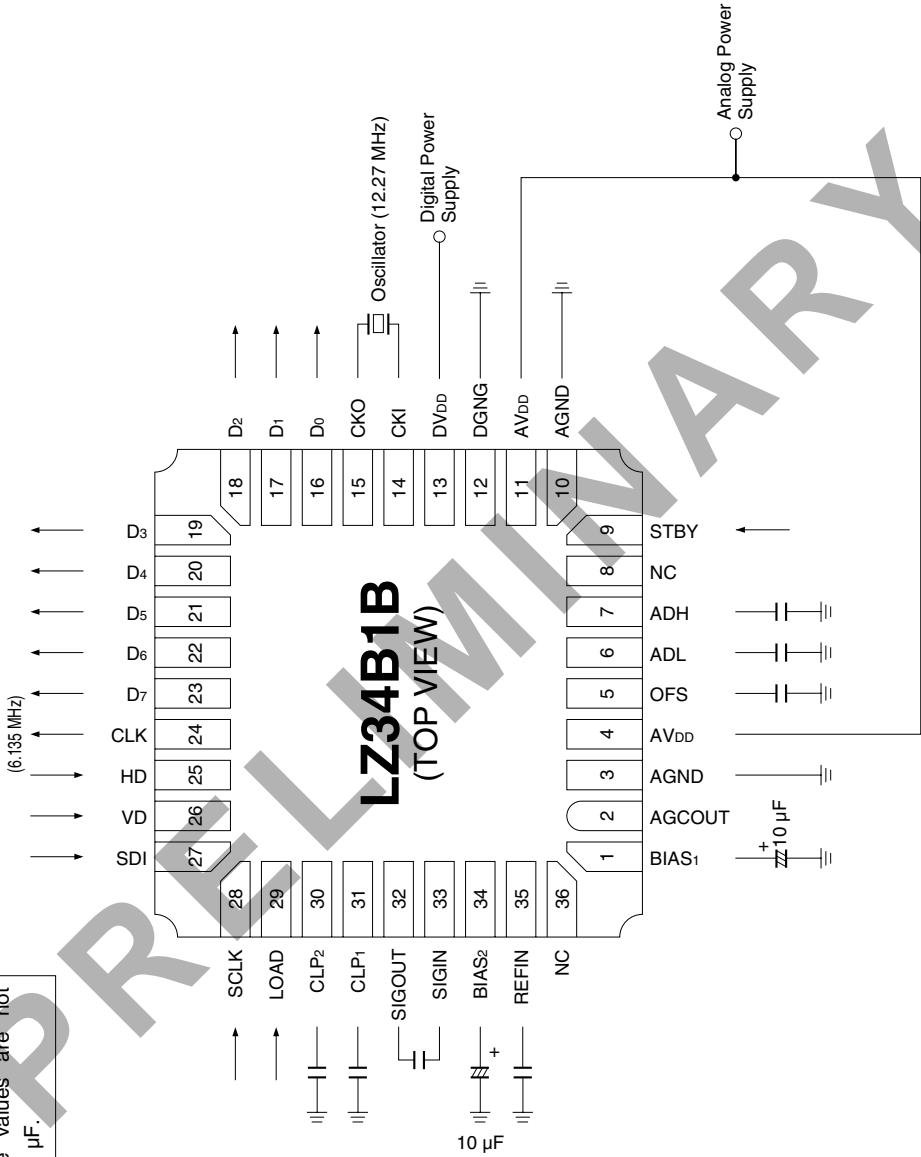 Analog Power
Supply
Oscillator (12.27 MHz)
Digital Power
Supply
D2
D1
D0
CKO
CKI
DVDD
DGNG
AVDD
AGND
18
17
16
15
14
13
12
11
10
D3
D4
D5
D6
D7
CLK
(6.135 MHz)
HD
VD
SDI
19
20
21
22
23
24
25
26
27
LZ34B1B
(TOP VIEW)
9
8
7
6
5
4
3
2
1
STBY
NC
ADH
ADL
OFS
AVDD
AGND
AGCOUT
BIAS1
+
10 µF
28
29
30
31
32
33
34
35
36
SCLK
LOAD
CLP2
CLP1
SIGOUT
SIGIN
BIAS2
REFIN
NC
+
10 µF
values are not
µF.
PRELIMINARY